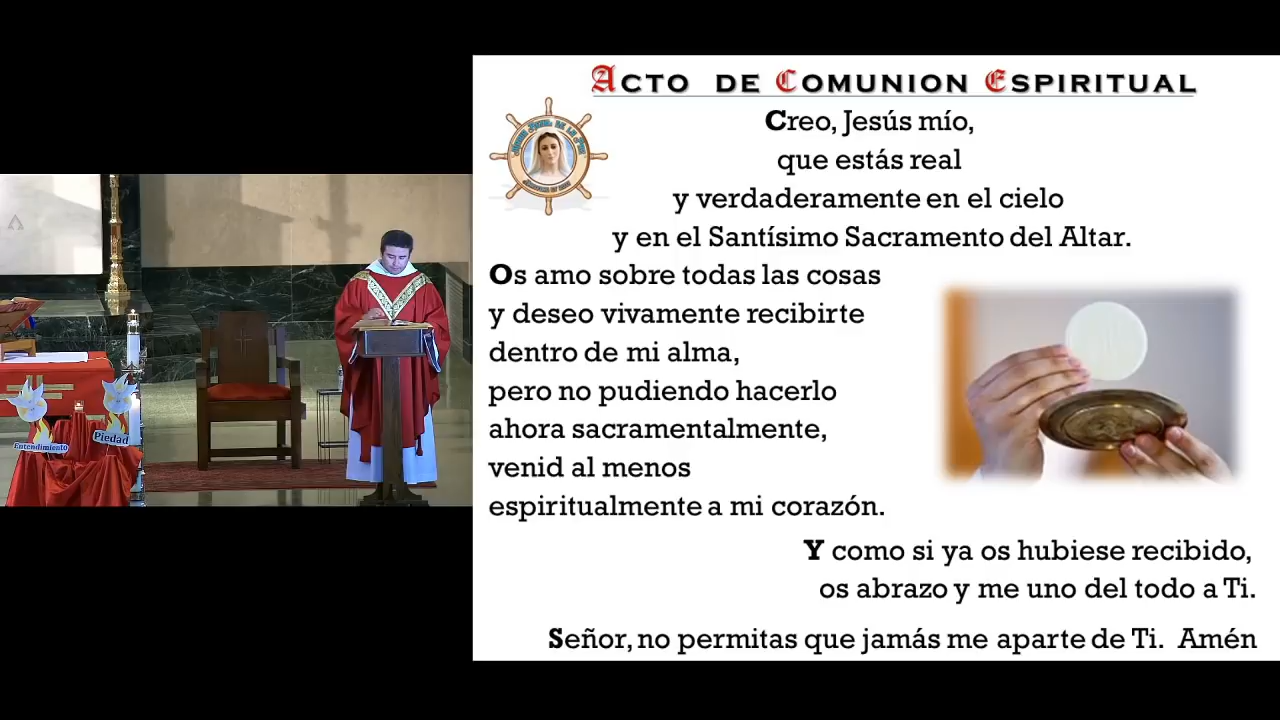 ACTO DE COMUNION ESPIRITUAL
Creo, Jesús mío,
que estás real
y verdaderamente en el cielo
y en el Santísimo Sacramento del Altar.
Os amo sobre todas las cosas
y deseo vivamente recibirte
dentro de mi alma,
pero no pudiendo hacerlo
ahora sacramentalmente,
venid al menos
espiritualmente a mi corazón.
Y como si ya os hubiese recibido,
os abrazo y me uno del todo a Ti.
Señor, no permitas que jamás me aparte de Ti. Amén
Entendimiento
Piedad